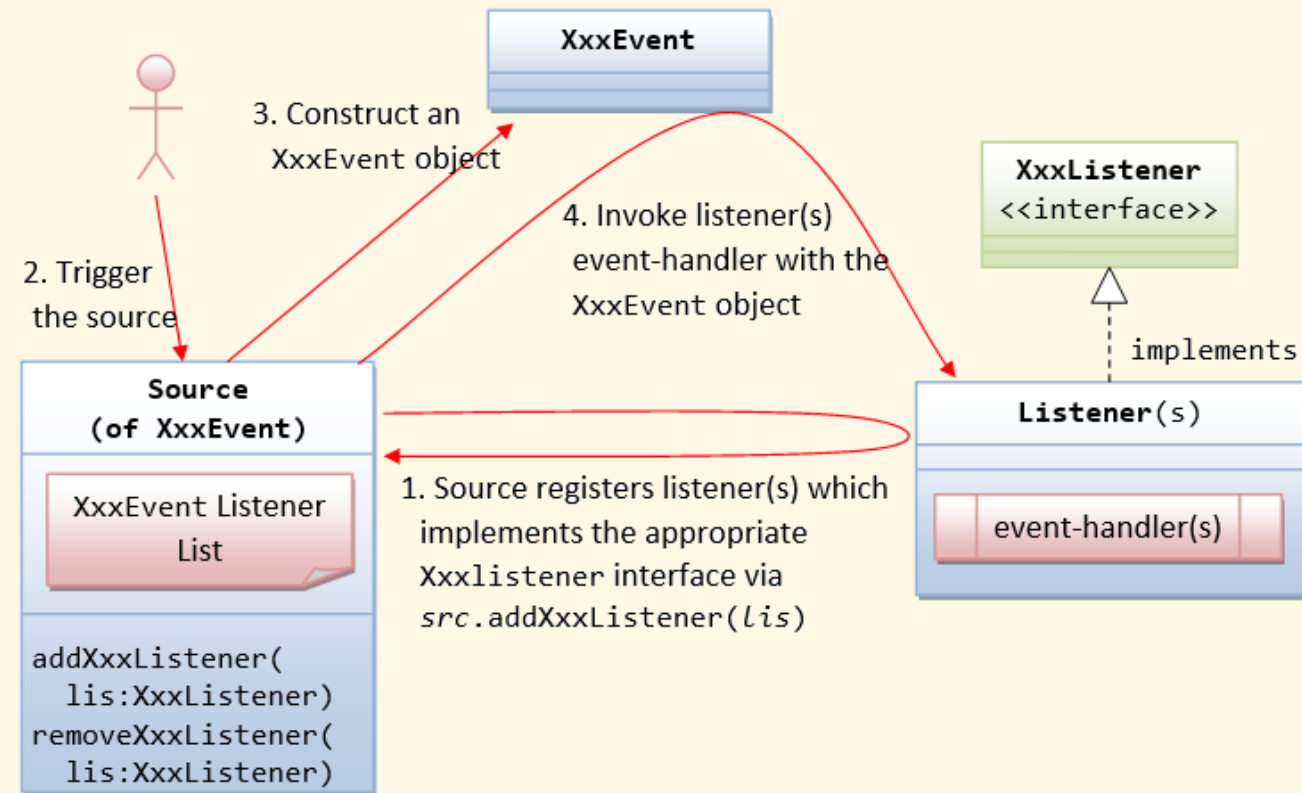 XxxEvent
3. Construct an
XxxEvent object
XxxListener
<<interface>>
4. Invoke listener(s)
event-handler with the
XxxEvent object
2. Trigger
the source
implements
Source
(of XxxEvent)
XxxEvent Listener
List
addXxxListener(
lis:XxxListener)
removeXxxListener(
lis:XxxListener)
1. Source registers listener(s) which
implements the appropriate
Xxxlistener interface via
src.addXxxListener(lis)
Listener(s)
event-handler(s)